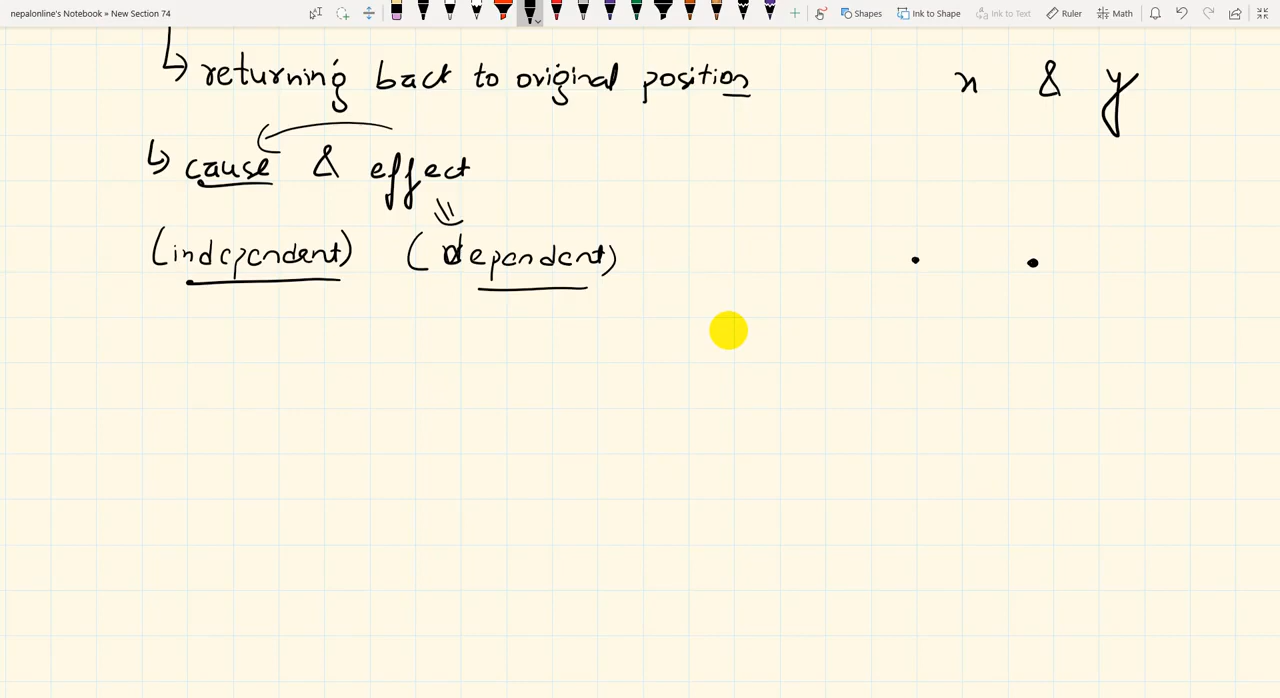 nepalonline's Notebook » New Section 74
Shapes Ink to Shape Ink to Text Ruler Math
↳ returning back to original position
x & y
↳ cause & effect
(independent) (dependent)